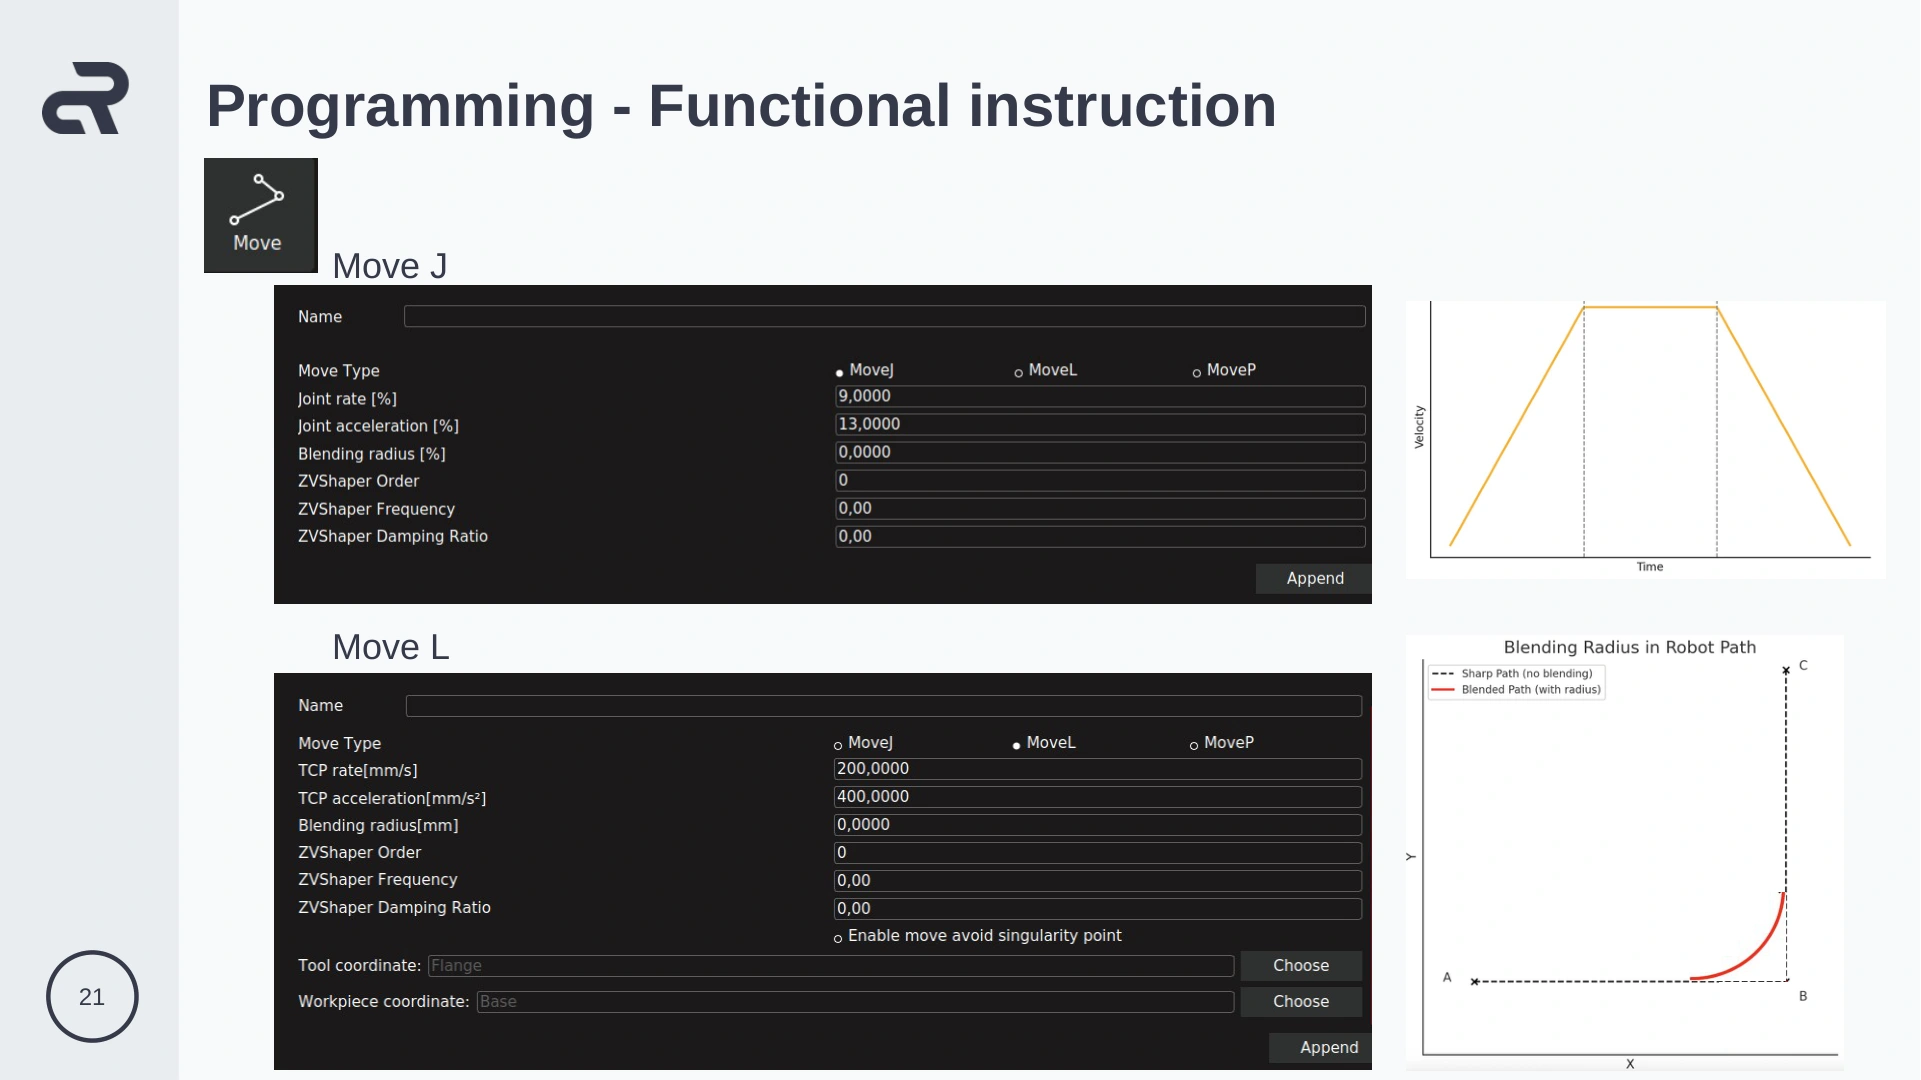 Programming - Functional instruction
Move
Move J
Name
Move Type MoveJ MoveL MoveP
Joint rate [%] 9,0000
Joint acceleration [%] 13,0000
Blending radius [%] 0,0000
ZVShaper Order 0
ZVShaper Frequency 0,00
ZVShaper Damping Ratio 0,00
Append
Velocity
Time
Move L
Name
Move Type MoveJ MoveL MoveP
TCP rate[mm/s] 200,0000
TCP acceleration[mm/s²] 400,0000
Blending radius[mm] 0,0000
ZVShaper Order 0
ZVShaper Frequency 0,00
ZVShaper Damping Ratio 0,00
Enable move avoid singularity point
Tool coordinate: Flange Choose
Workpiece coordinate: Base Choose
Append
Blending Radius in Robot Path
Sharp Path (no blending)
Blended Path (with radius)
C
Y
A
B
X
21